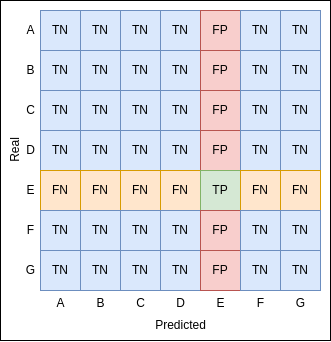 A TN TN TN TN FP TN TN
B TN TN TN TN FP TN TN
C TN TN TN TN FP TN TN
D TN TN TN TN FP TN TN
Real
E FN FN FN FN TP FN FN
F TN TN TN TN FP TN TN
G TN TN TN TN FP TN TN
A B C D E F G
Predicted